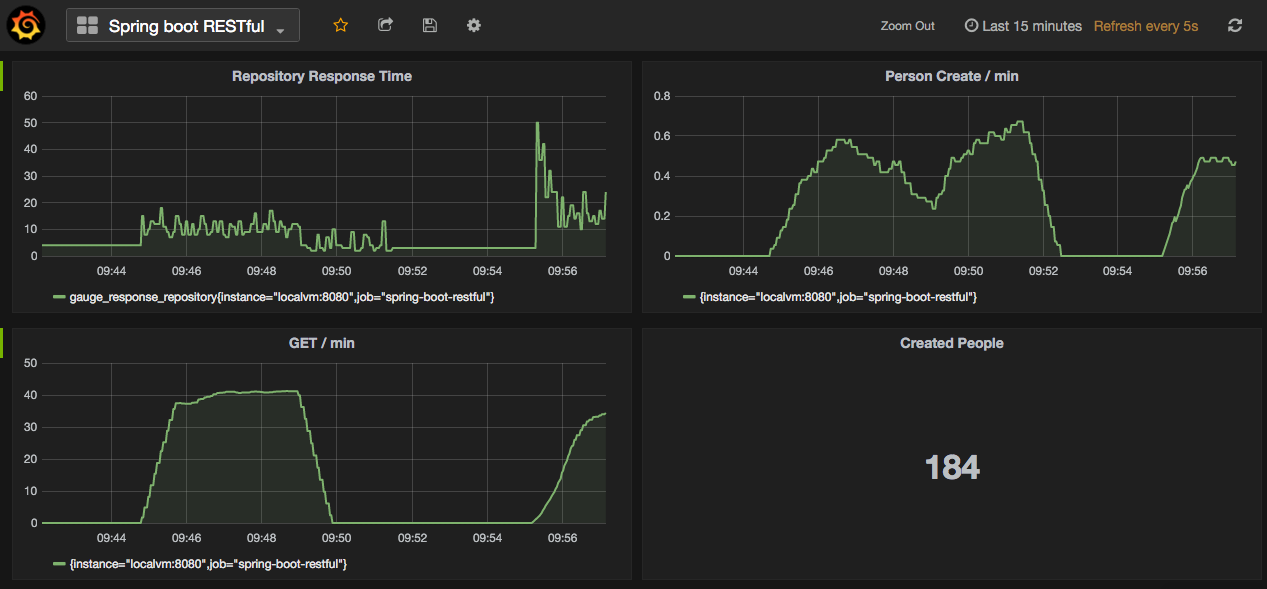 Spring boot RESTful
Zoom Out Last 15 minutes Refresh every 5s
Repository Response Time
60
50
40
30
20
10
0
09:44 09:46 09:48 09:50 09:52 09:54 09:56
gauge_response_repository{instance="localvm:8080",job="spring-boot-restful"}
Person Create / min
0.8
0.6
0.4
0.2
0
09:44 09:46 09:48 09:50 09:52 09:54 09:56
{instance="localvm:8080",job="spring-boot-restful"}
GET / min
50
40
30
20
10
0
09:44 09:46 09:48 09:50 09:52 09:54 09:56
{instance="localvm:8080",job="spring-boot-restful"}
Created People
184